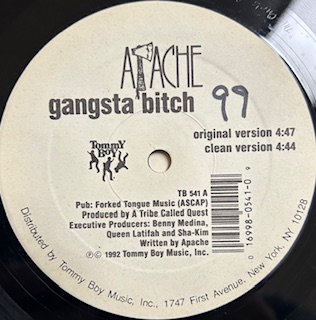 APACHE
gangsta bitch
99
original version 4:47
clean version 4:44
Tommy Boy
TB 541 A
Pub: Forked Tongue Music (ASCAP)
Produced by A Tribe Called Quest
Executive Producers: Benny Medina,
Queen Latifah and Sha-Kim
Written by Apache
℗© 1992 Tommy Boy Music, Inc.
0 16998-0541-0 9
Distributed by Tommy Boy Music, Inc., 1747 First Avenue, New York, NY 10128